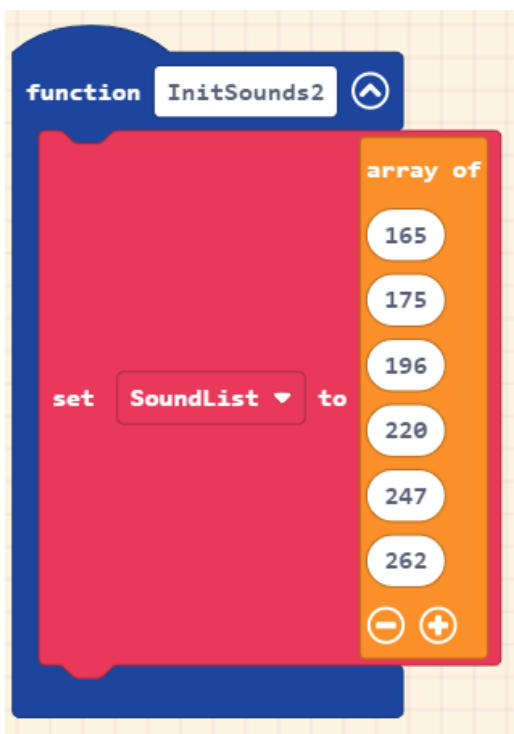 function InitSounds2
array of
165
175
196
set SoundList to
220
247
262